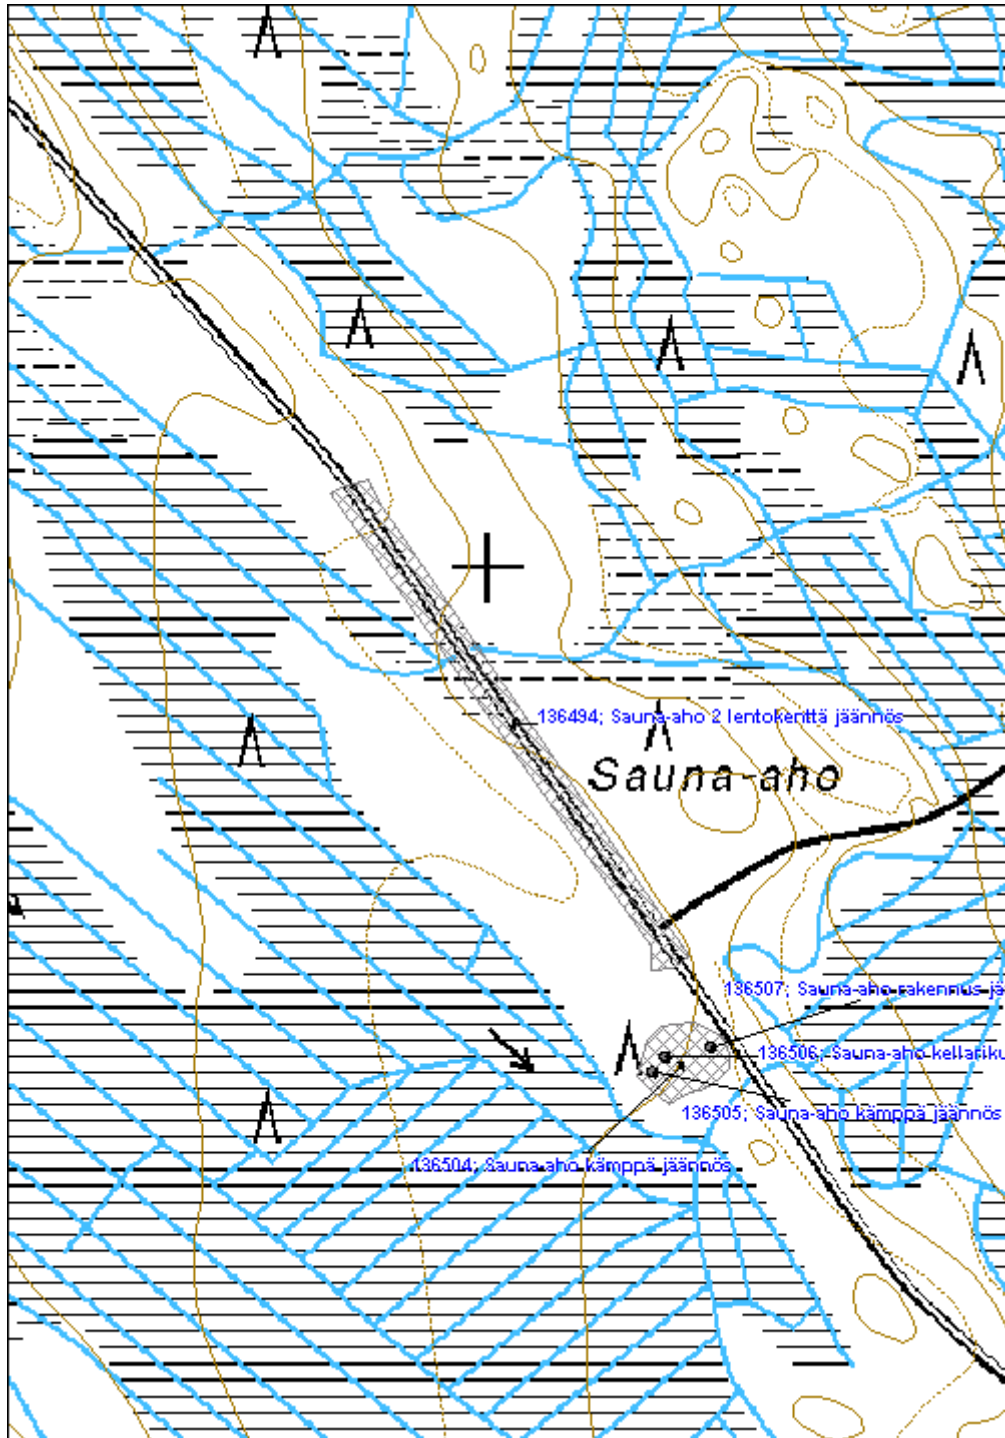 136494; Sauna-aho 2 lentokenttä jäännös
Sauna-aho
136507; Sauna-aho rakennus jä
136506; Sauna-aho kellariku
136505; Sauna-aho kämppä jäännös
136504; Sauna-aho kämppä jäännös